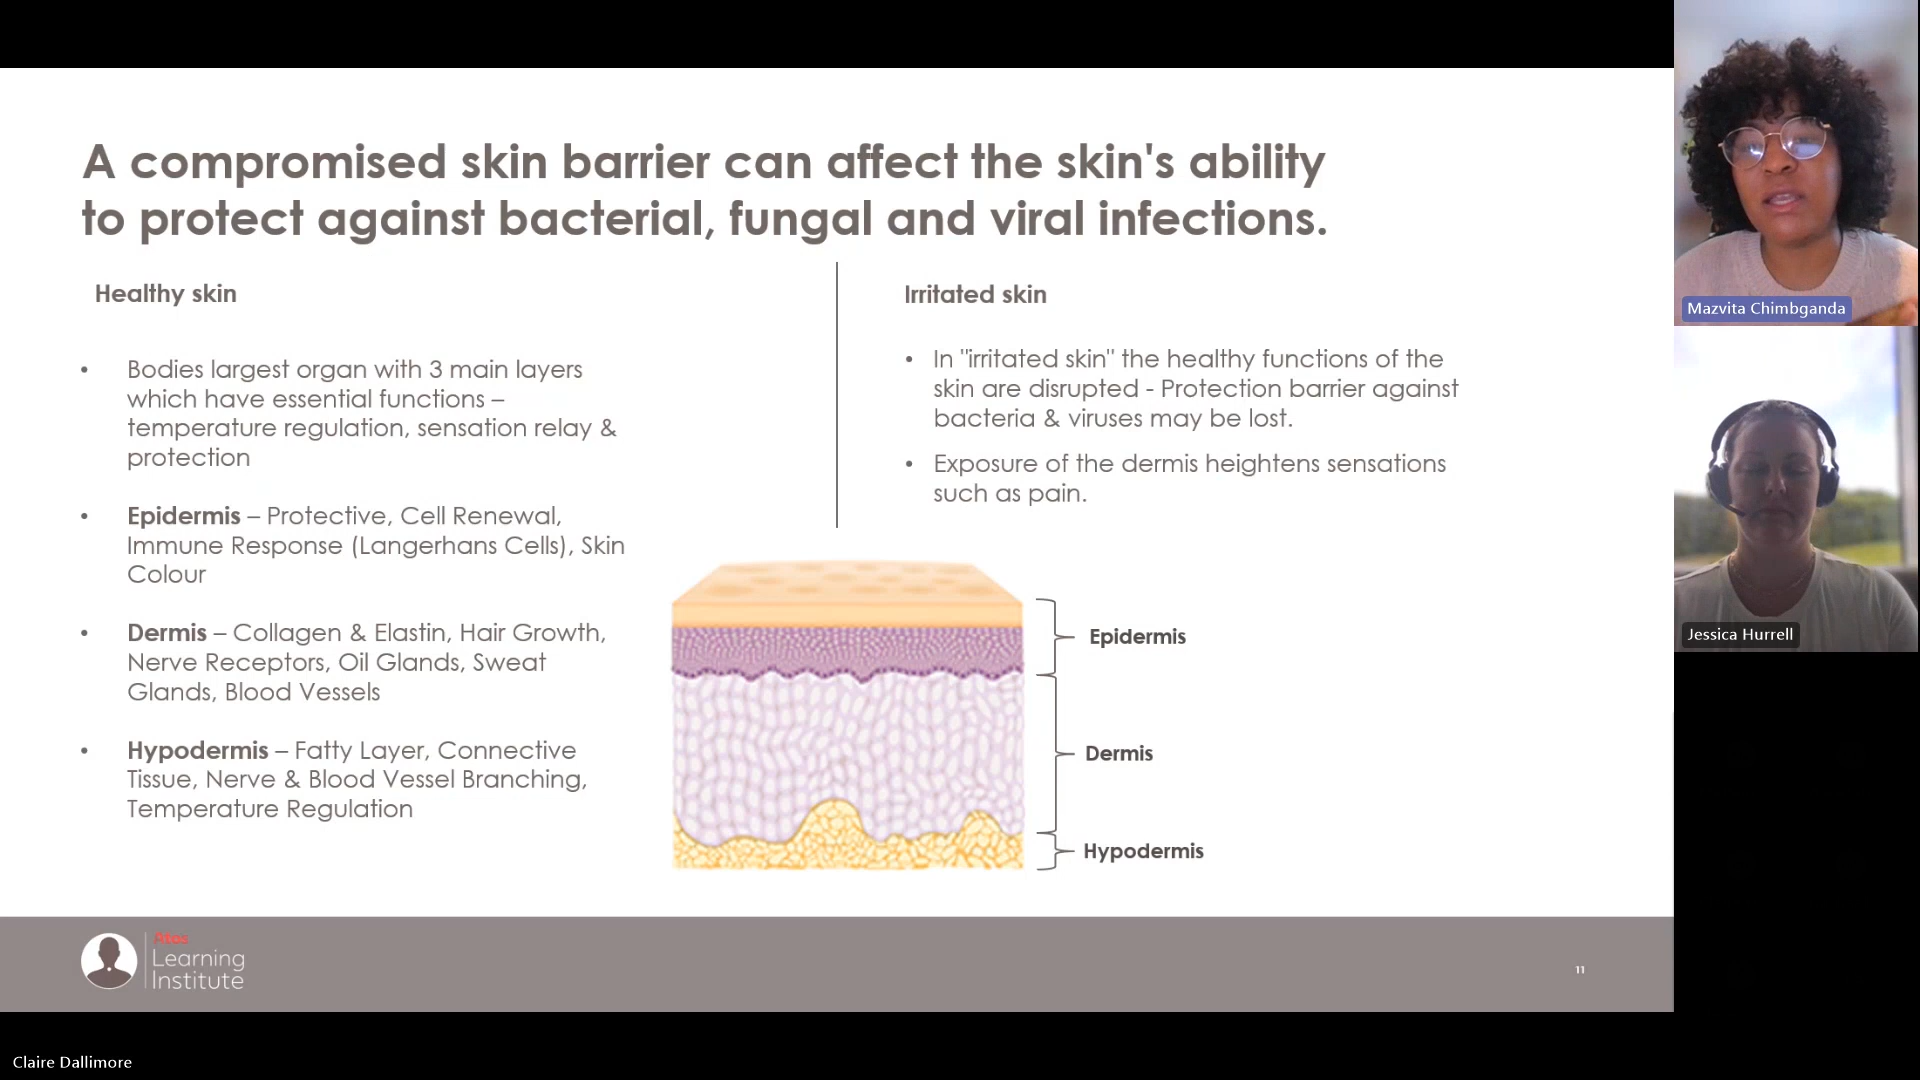 A compromised skin barrier can affect the skin's ability
to protect against bacterial, fungal and viral infections.
Healthy skin
• Bodies largest organ with 3 main layers
which have essential functions –
temperature regulation, sensation relay &
protection
• Epidermis – Protective, Cell Renewal,
Immune Response (Langerhans Cells), Skin
Colour
• Dermis – Collagen & Elastin, Hair Growth,
Nerve Receptors, Oil Glands, Sweat
Glands, Blood Vessels
• Hypodermis – Fatty Layer, Connective
Tissue, Nerve & Blood Vessel Branching,
Temperature Regulation
Irritated skin
• In "irritated skin" the healthy functions of the
skin are disrupted - Protection barrier against
bacteria & viruses may be lost.
• Exposure of the dermis heightens sensations
such as pain.
Epidermis
Dermis
Hypodermis
Atos
Learning
Institute
11
Mazvita Chimbganda
Jessica Hurrell
Claire Dallimore